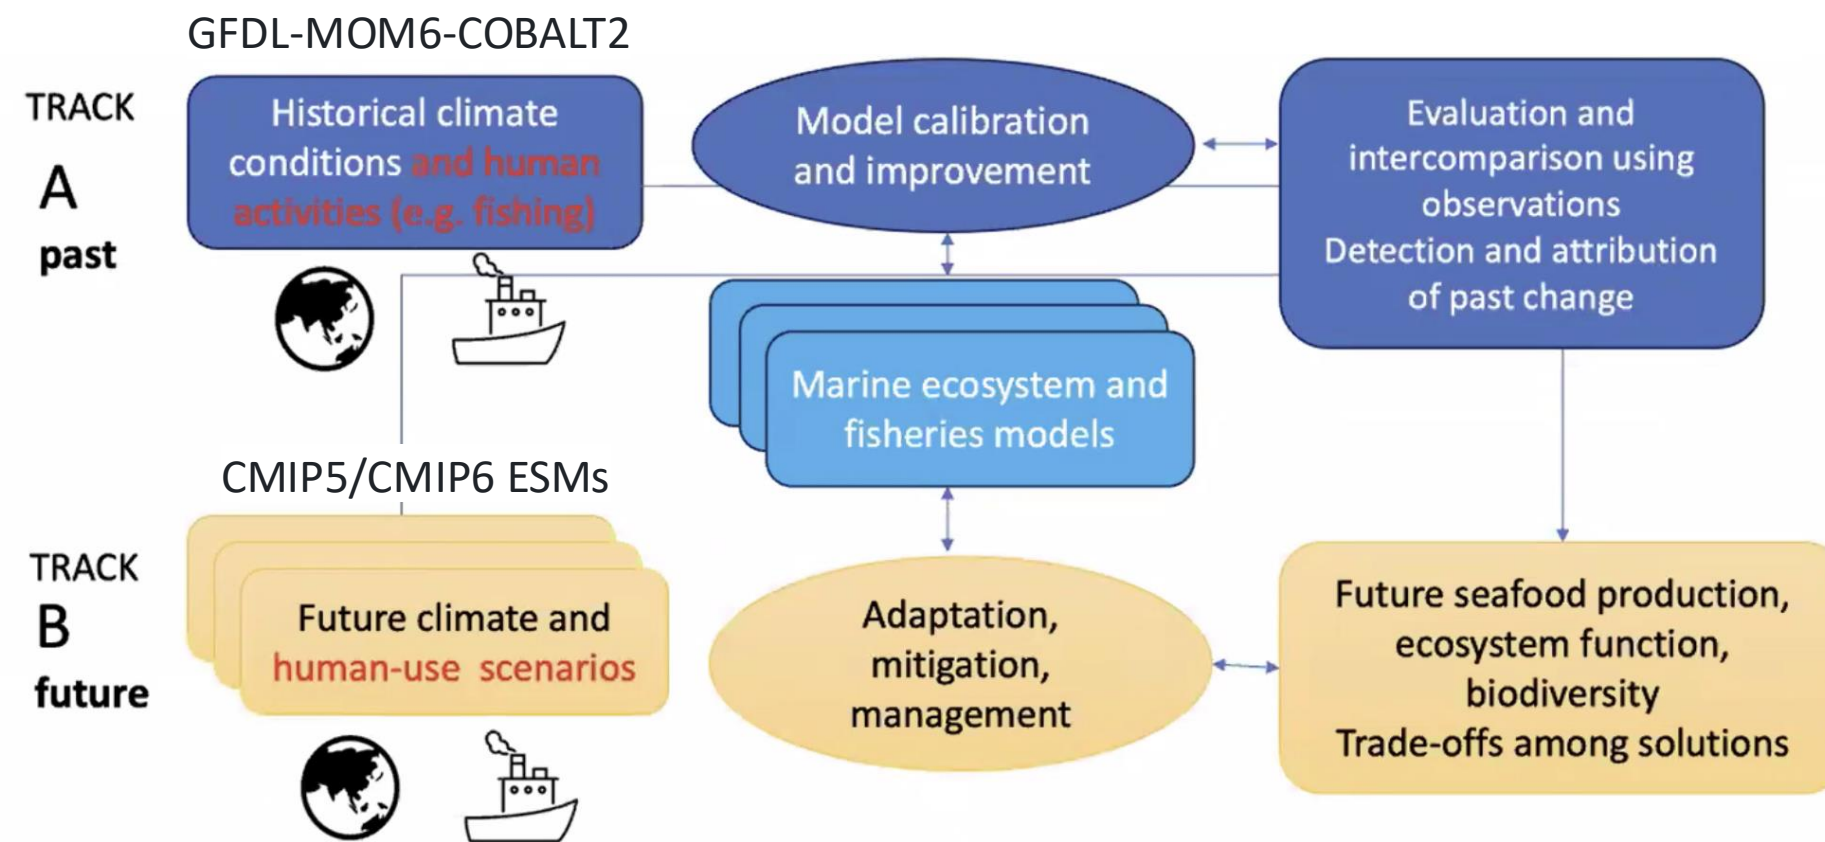 GFDL-MOM6-COBALT2
TRACK
A
past
Historical climate
conditions and human
activities (e.g. fishing)
Model calibration
and improvement
Evaluation and
intercomparison using
observations
Detection and attribution
of past change
Marine ecosystem and
fisheries models
CMIP5/CMIP6 ESMs
TRACK
B
future
Future climate and
human-use scenarios
Adaptation,
mitigation,
management
Future seafood production,
ecosystem function,
biodiversity
Trade-offs among solutions